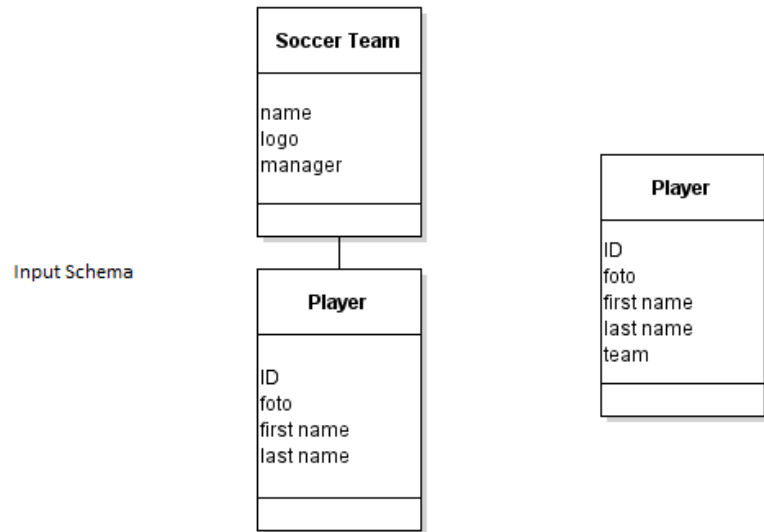 Soccer Team
name
logo
manager
Input Schema
Player
ID
foto
first name
last name
Player
ID
foto
first name
last name
team